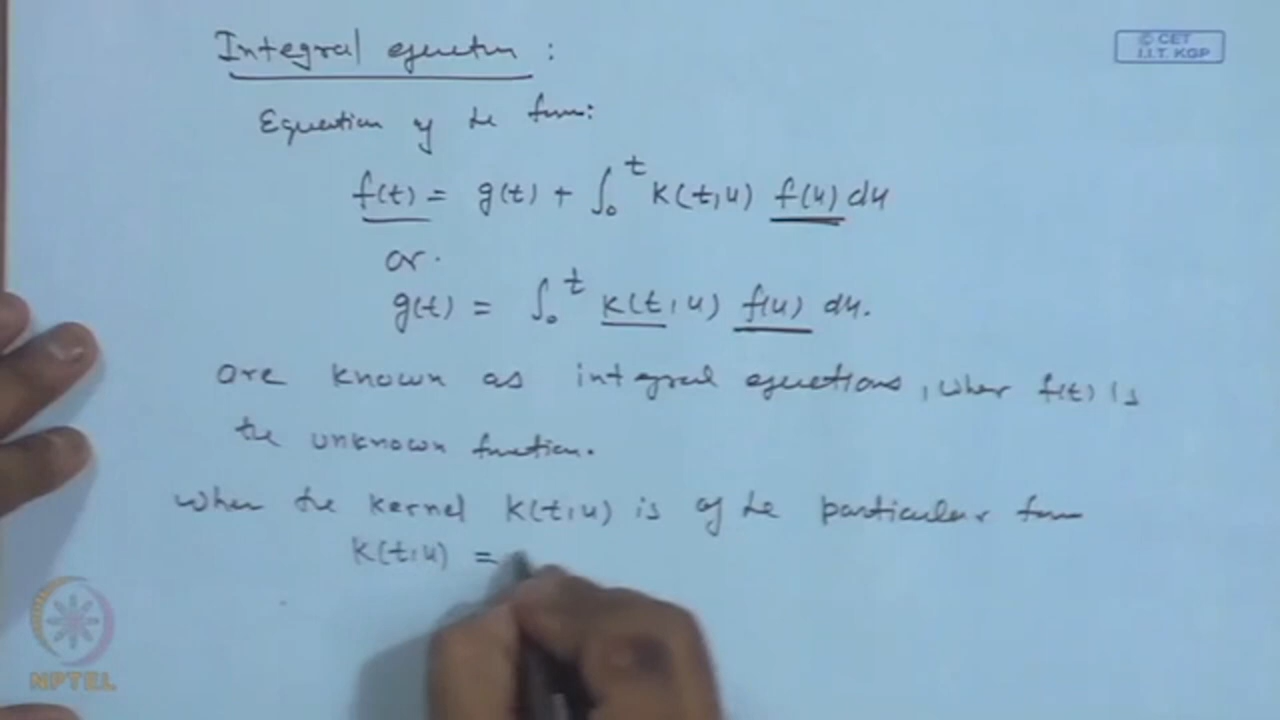 Integral equation :
© CET
I.I.T. KGP
Equation of the form:
f(t) = g(t) + ∫₀ᵗ K(t,u) f(u) du
or.
g(t) = ∫₀ᵗ K(t,u) f(u) du.
are known as integral equations, where f(t) is
the unknown function.
When the kernel K(t,u) is of the particular form
K(t,u) =
NPTEL